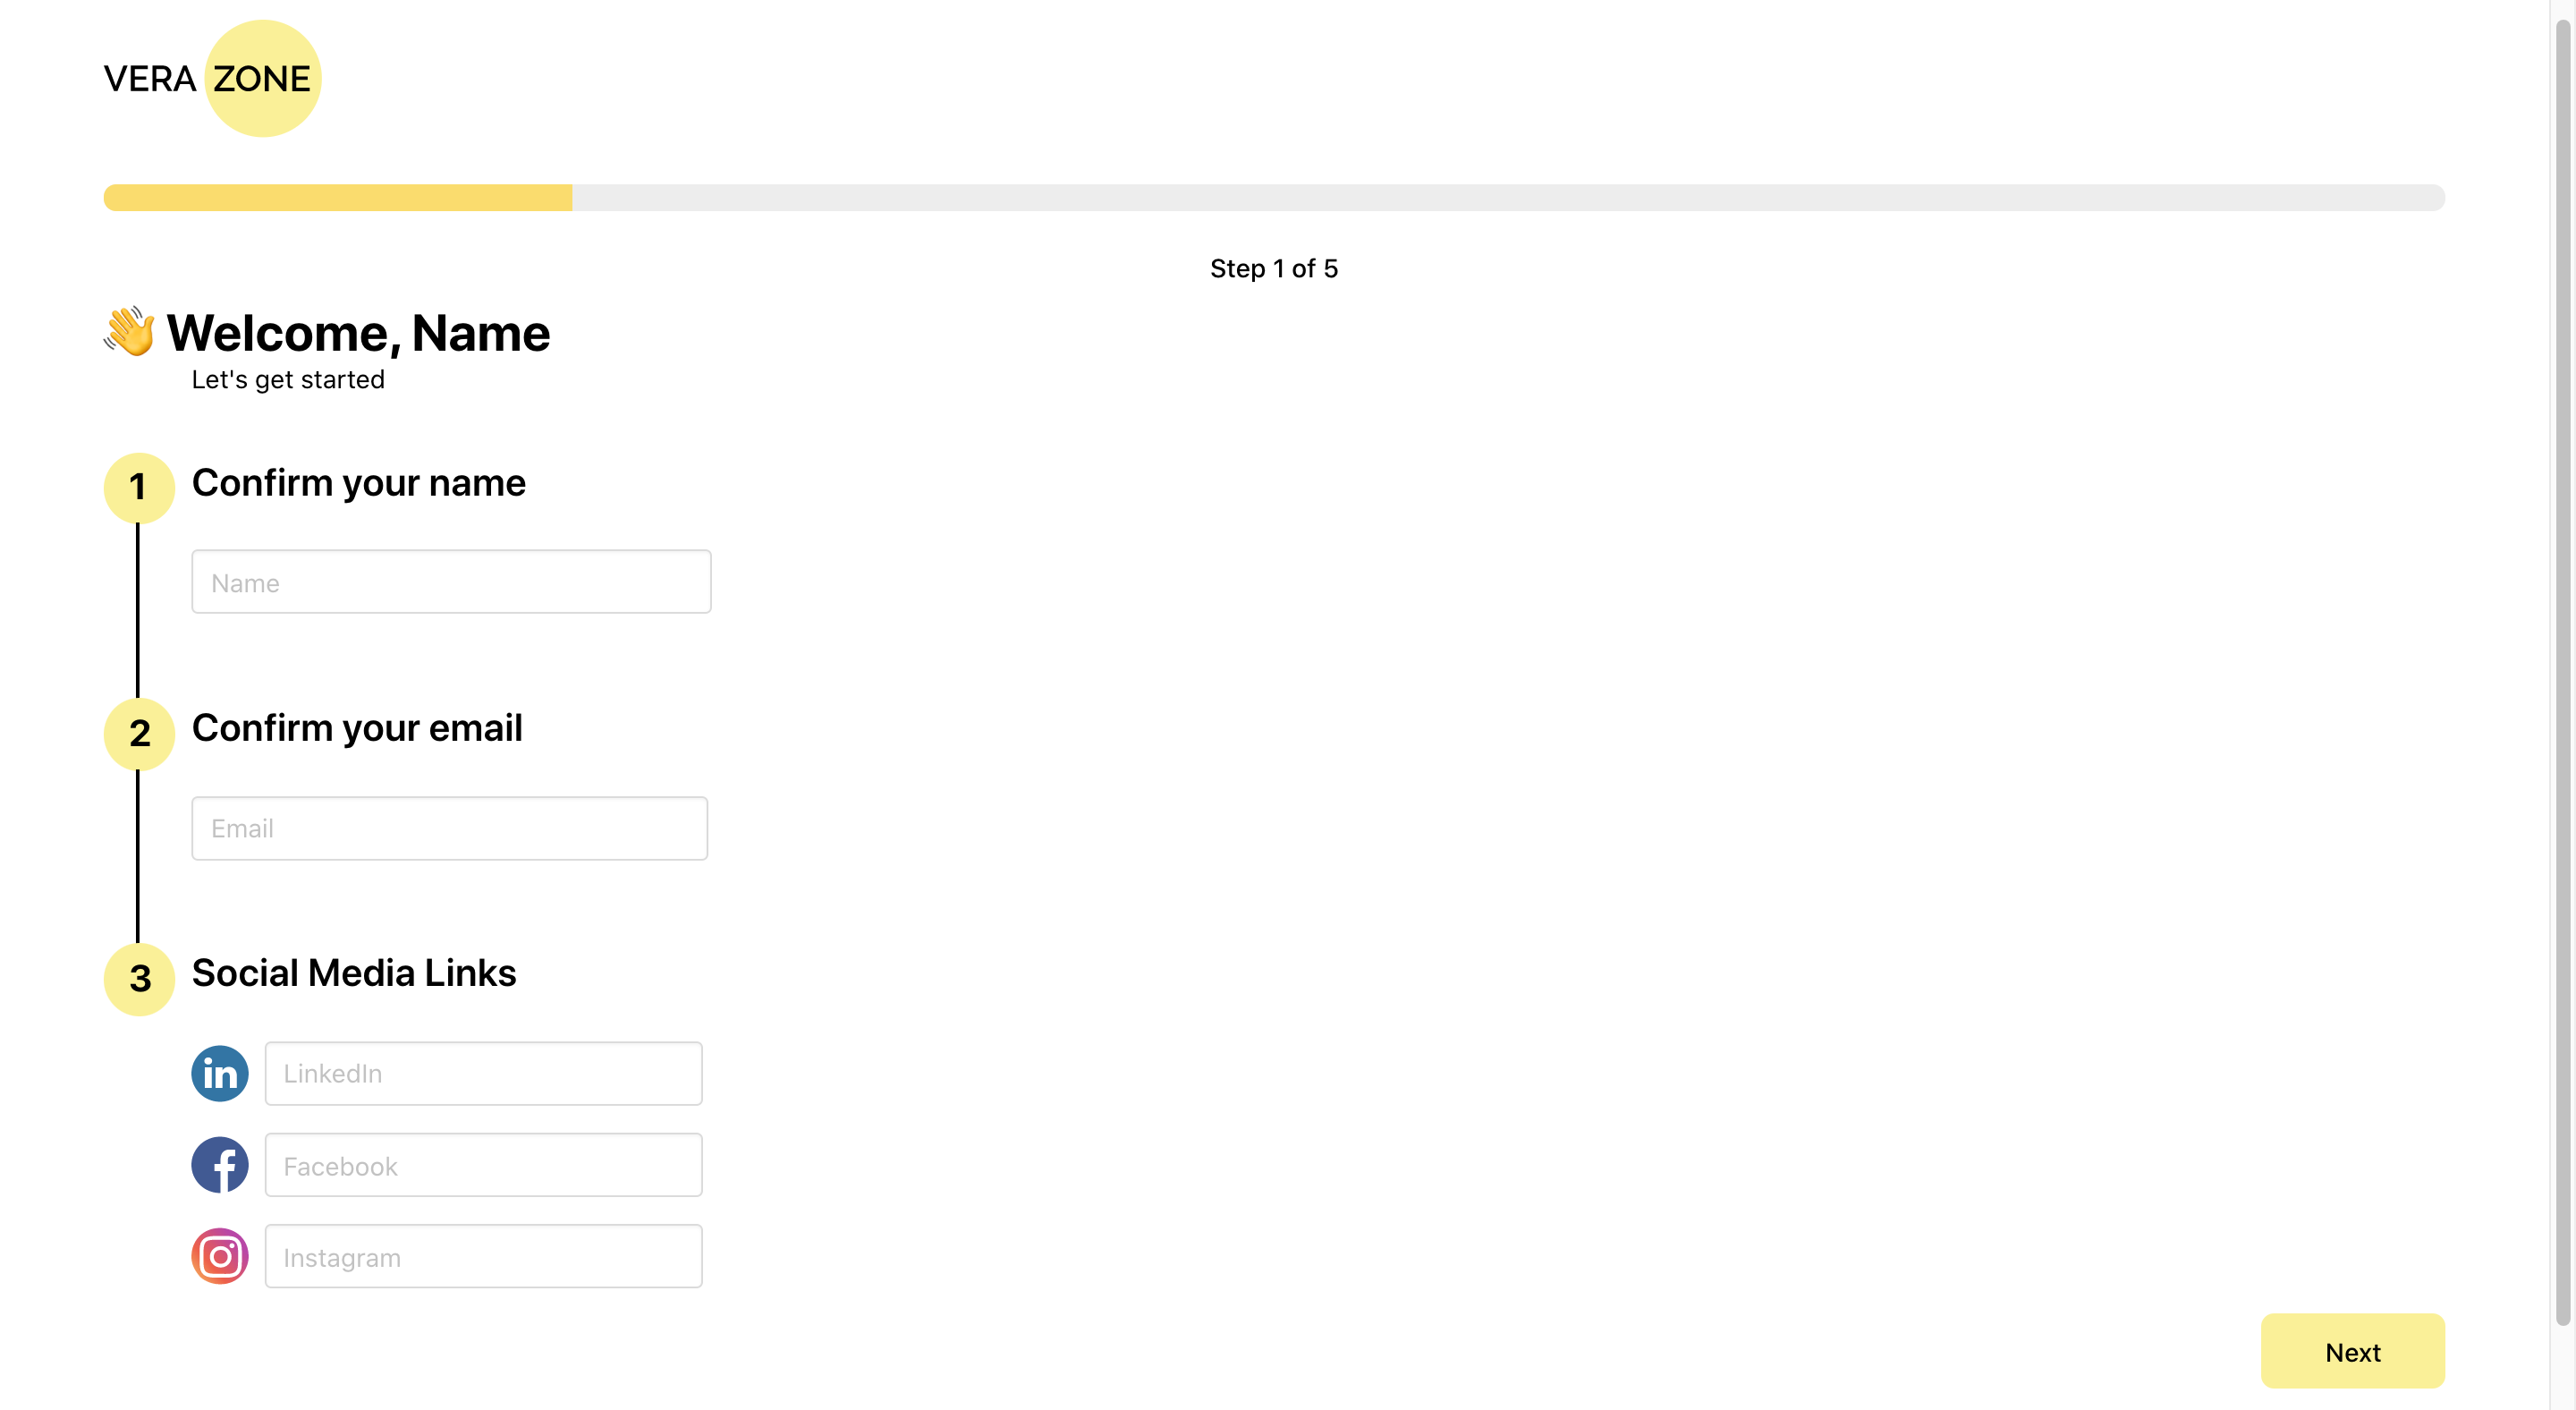 VERA ZONE
Step 1 of 5
👋 Welcome, Name
Let's get started
1 Confirm your name
Name
2 Confirm your email
Email
3 Social Media Links
in LinkedIn
f Facebook
Instagram
Next